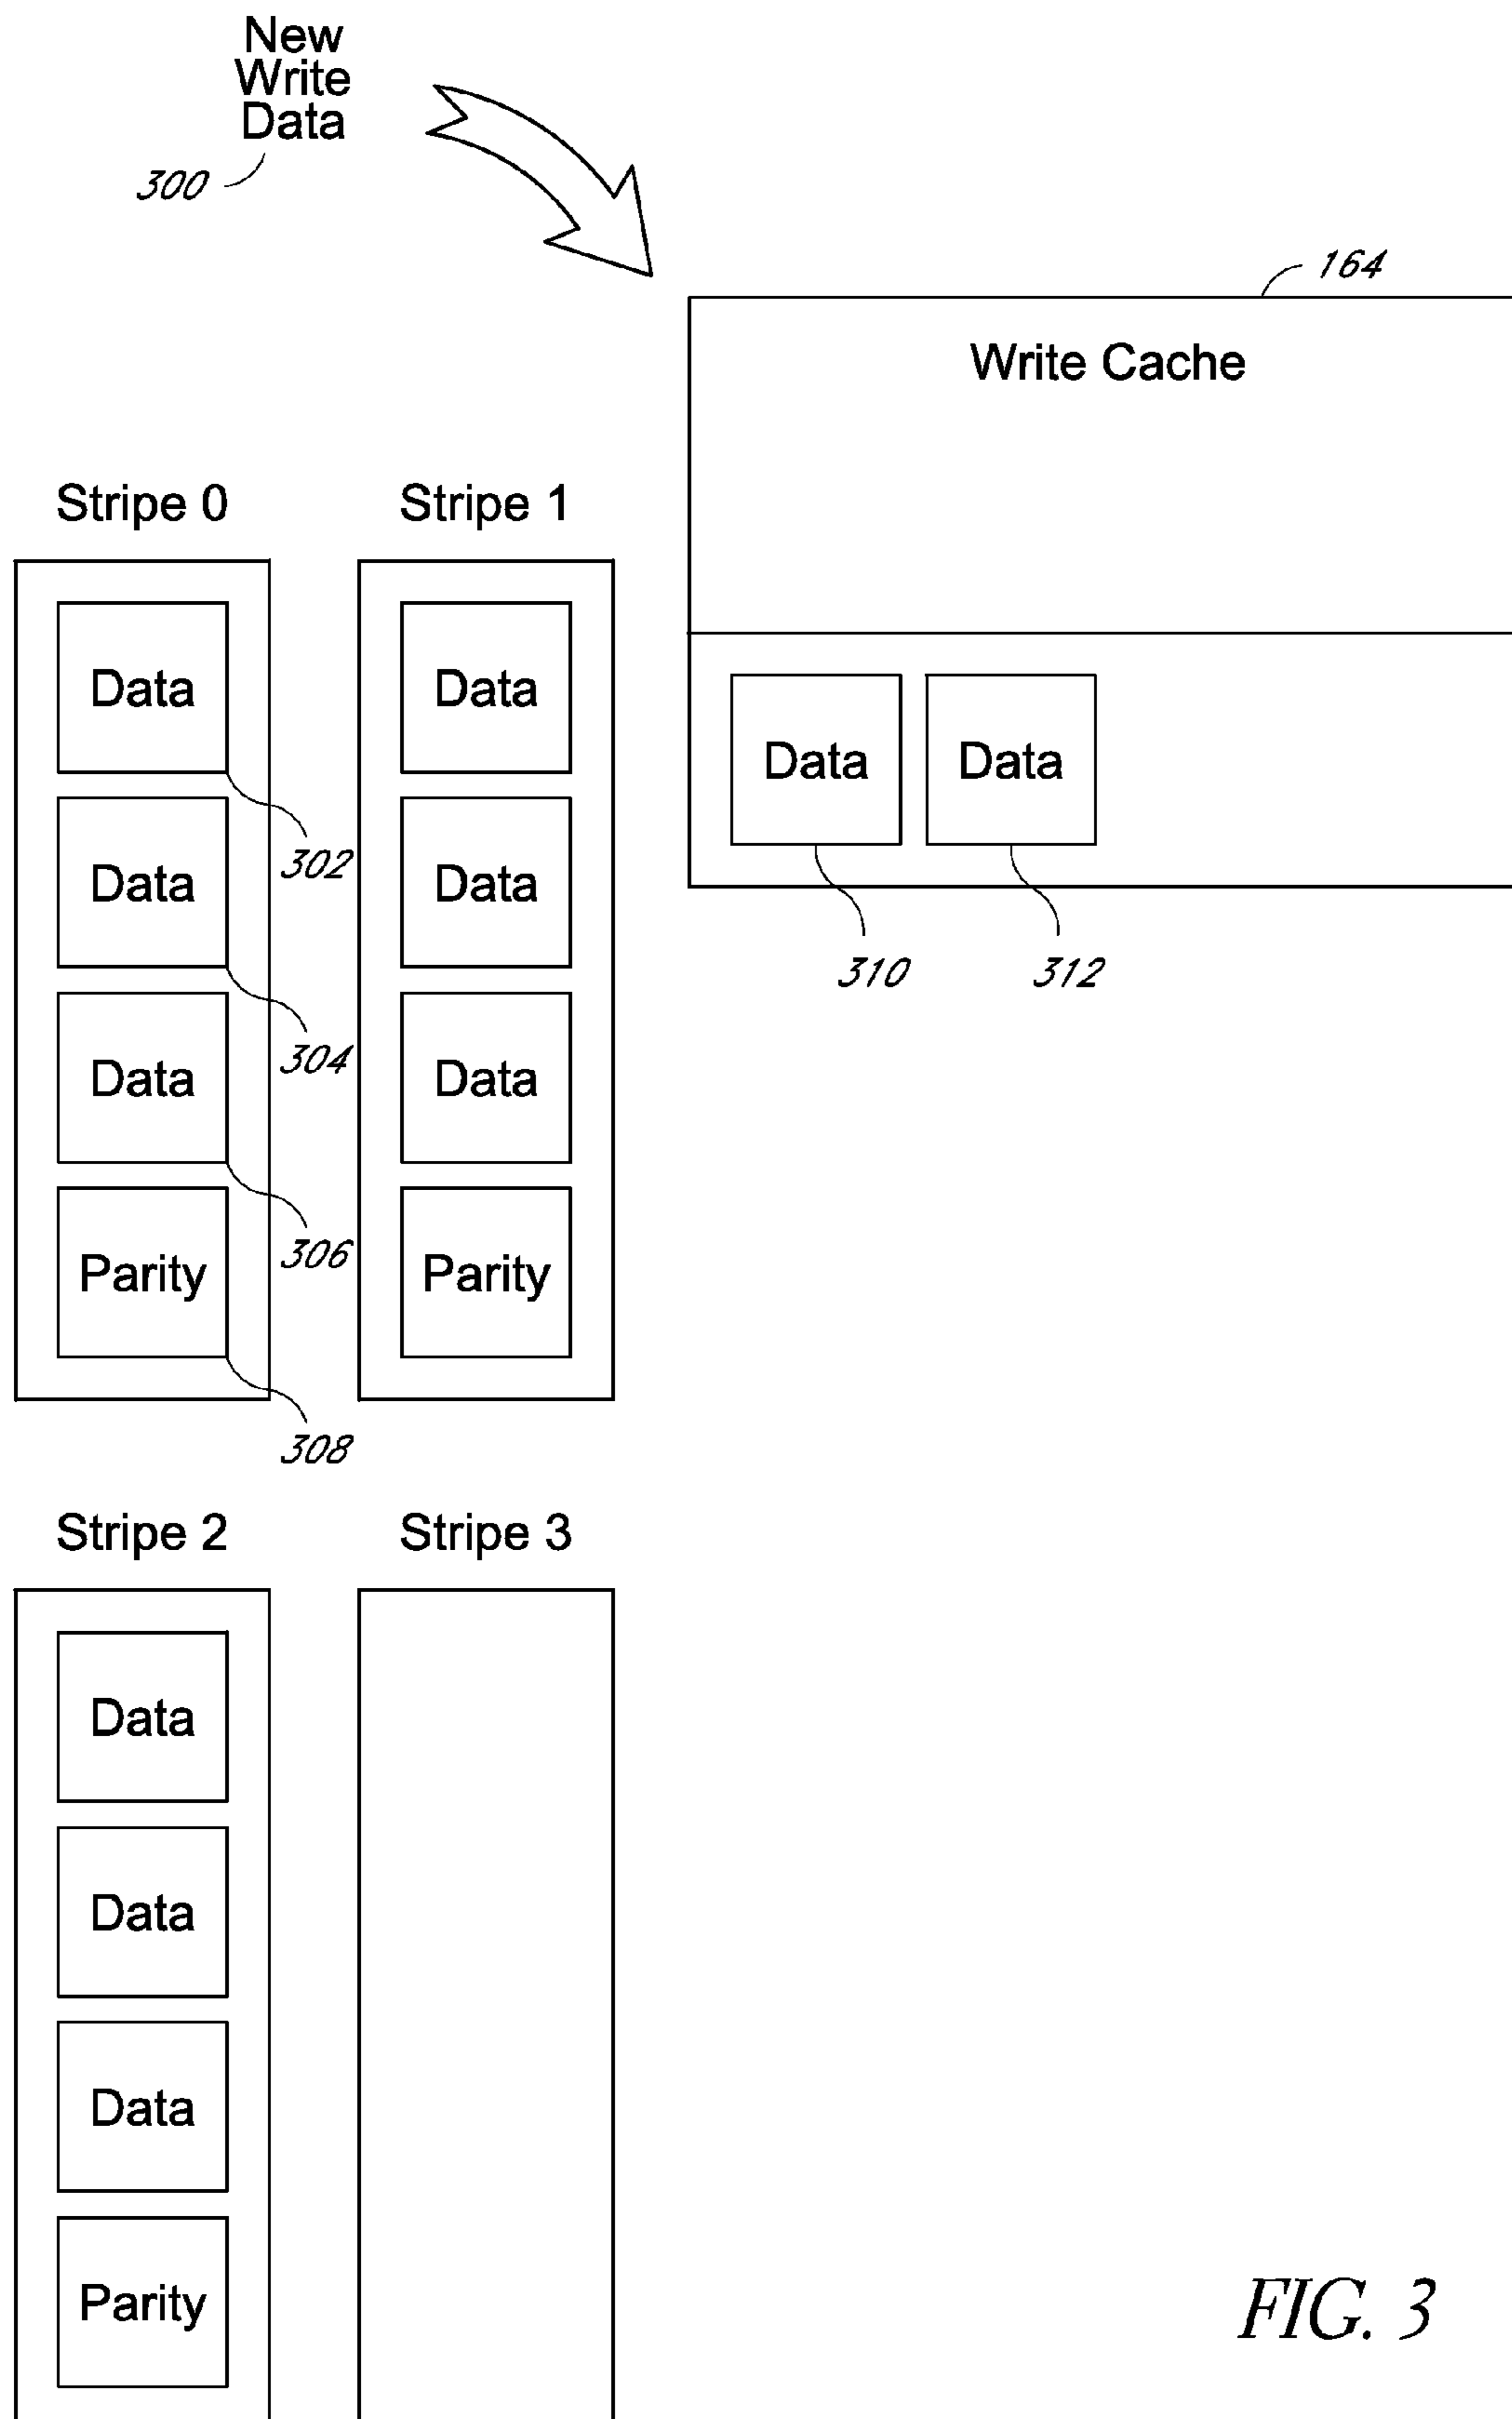 New
Write
Data
300
164
Write Cache
Stripe 0
Stripe 1
Data
Data
Data
Data
302
Data
Data
310
312
Data
Data
304
Data
Data
306
Parity
Parity
308
Stripe 2
Stripe 3
Data
Data
Data
Parity
FIG. 3